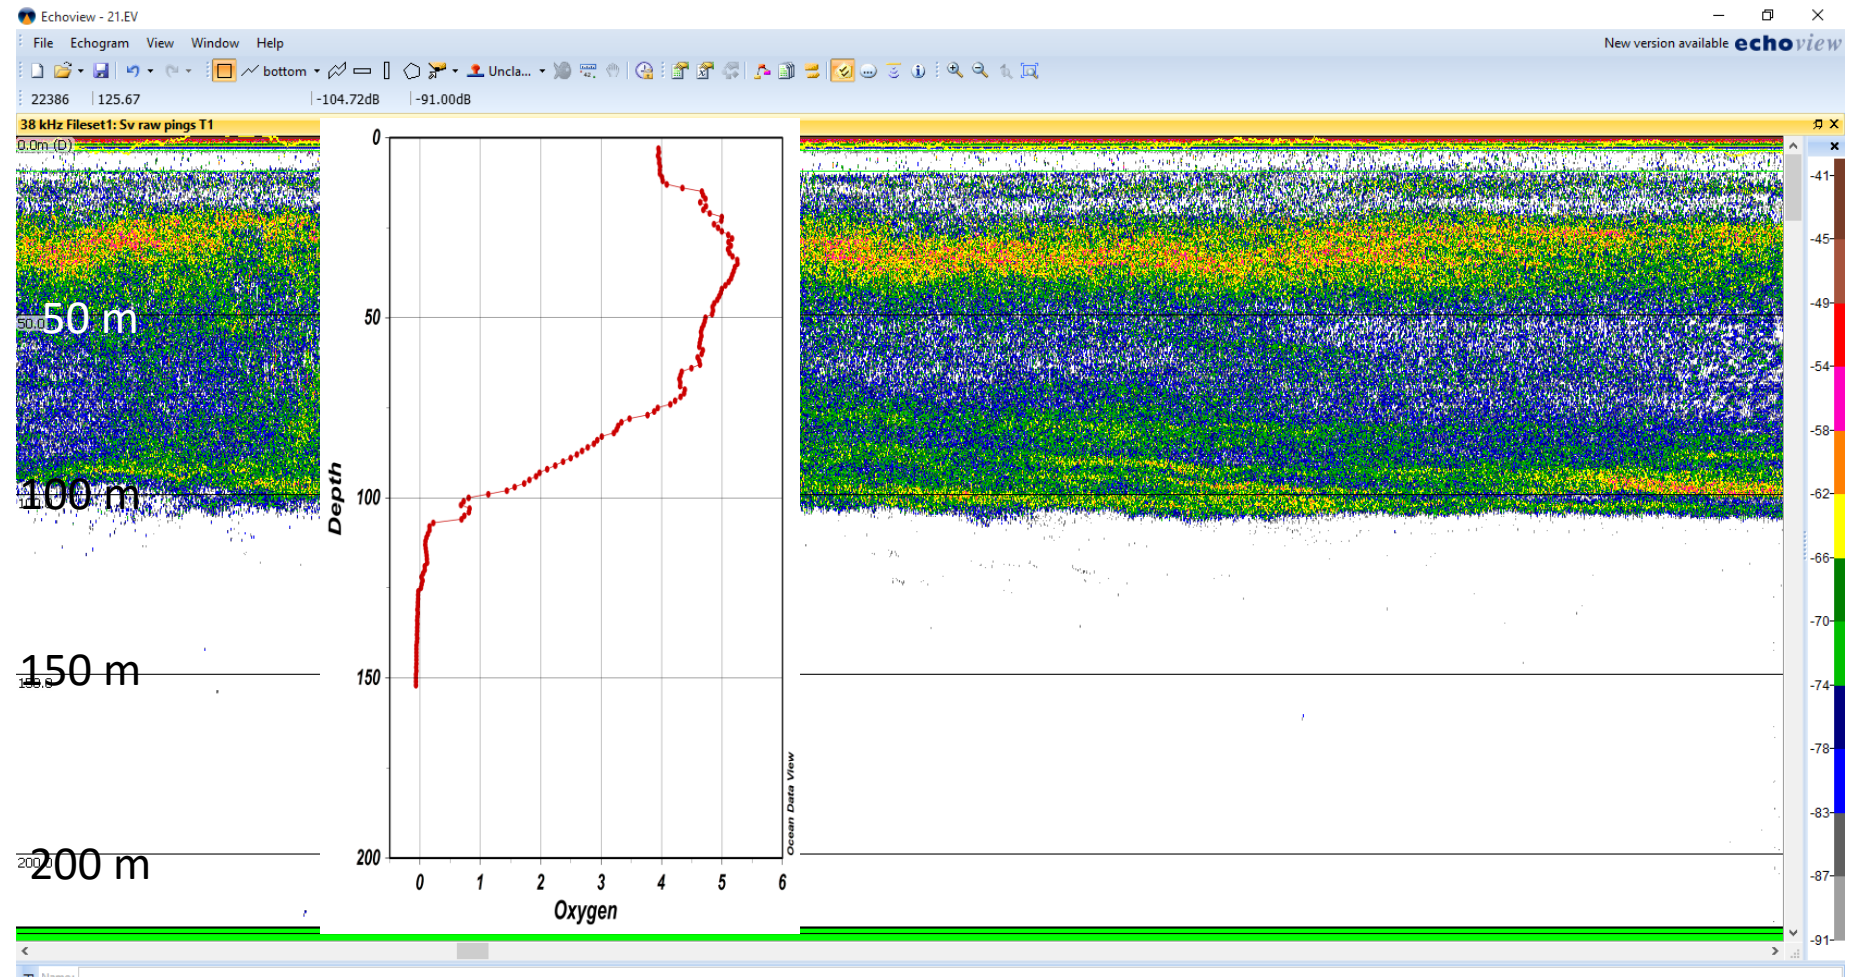 Echoview - 21.EV
File Echogram View Window Help
New version available echoview
bottom
Uncla...
22386 125.67 -104.72dB -91.00dB
38 kHz Fileset1: Sv raw pings T1
0.0m (D)
50.0
50 m
100 m
150 m
200 m
0
50
100
150
200
Depth
0 1 2 3 4 5 6
Oxygen
Ocean Data View
-41
-45
-49
-54
-58
-62
-66
-70
-74
-78
-83
-87
-91
Name: